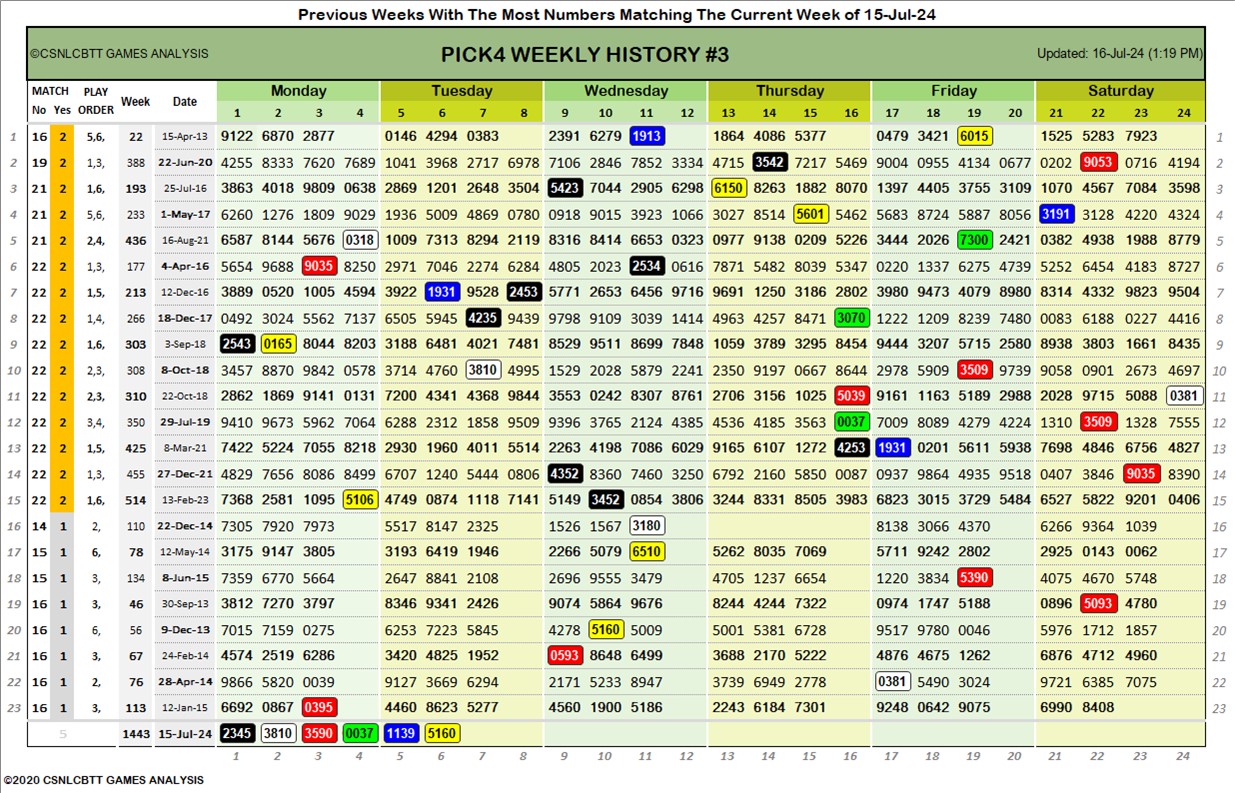 Previous Weeks With The Most Numbers Matching The Current Week of 15-Jul-24
©CSNLCBTT GAMES ANALYSIS PICK4 WEEKLY HISTORY #3 Updated: 16-Jul-24 (1:19 PM)
MATCH PLAY Week Date Monday Tuesday Wednesday Thursday Friday Saturday
No Yes ORDER 1 2 3 4 5 6 7 8 9 10 11 12 13 14 15 16 17 18 19 20 21 22 23 24
1 16 2 5,6, 22 15-Apr-13 9122 6870 2877 0146 4294 0383 2391 6279 1913 1864 4086 5377 0479 3421 6015 1525 5283 7923 1
2 19 2 1,3, 388 22-Jun-20 4255 8333 7620 7689 1041 3968 2717 6978 7106 2846 7852 3334 4715 3542 7217 5469 9004 0955 4134 0677 0202 9053 0716 4194 2
3 21 2 1,6, 193 25-Jul-16 3863 4018 9809 0638 2869 1201 2648 3504 5423 7044 2905 6298 6150 8263 1882 8070 1397 4405 3755 3109 1070 4567 7084 3598 3
4 21 2 5,6, 233 1-May-17 6260 1276 1809 9029 1936 5009 4869 0780 0918 9015 3923 1066 3027 8514 5601 5462 5683 8724 5887 8056 3191 3128 4220 4324 4
5 21 2 2,4, 436 16-Aug-21 6587 8144 5676 0318 1009 7313 8294 2119 8316 8414 6653 0323 0977 9138 0209 5226 3444 2026 7300 2421 0382 4938 1988 8779 5
6 22 2 1,3, 177 4-Apr-16 5654 9688 9035 8250 2971 7046 2274 6284 4805 2023 2534 0616 7871 5482 8039 5347 0220 1337 6275 4739 5252 6454 4183 8727 6
7 22 2 1,5, 213 12-Dec-16 3889 0520 1005 4594 3922 1931 9528 2453 5771 2653 6456 9716 9691 1250 3186 2802 3380 9473 4079 8980 8314 4332 9823 9504 7
8 22 2 1,4, 266 18-Dec-17 0492 3024 5562 7137 6505 5945 4235 9439 9798 9109 3039 1414 4963 4257 8471 3070 1222 1209 8239 7480 0083 6188 0227 4416 8
9 22 2 1,6, 303 3-Sep-18 2543 0165 8044 8203 3188 6481 4021 7481 8529 9511 8699 7848 1059 3789 3295 8454 9444 3207 5715 2580 8938 3803 1661 8435 9
10 22 2 2,3, 308 8-Oct-18 3457 8870 9842 0578 3714 4760 3810 4995 1529 2028 5879 2241 2350 9197 0667 8644 2978 5909 3509 9739 9058 0901 2673 4697 10
11 22 2 2,3, 310 22-Oct-18 2862 1869 9141 0131 7200 4341 4368 9844 3553 0242 8307 8761 2706 3156 1025 5039 9161 1163 5189 2988 2028 9715 5088 0381 11
12 22 2 3,4, 350 29-Jul-19 9410 9673 5962 7064 6289 2312 1858 9509 9396 3765 2124 4385 4536 4185 3563 0037 7009 8089 4279 4224 1310 3509 1328 7555 12
13 22 2 1,5, 425 8-Mar-21 7422 5224 7055 8218 2930 1960 4011 5514 2263 4198 7086 6029 9165 6107 1272 4253 1931 0201 5611 5938 7698 4846 6756 4827 13
14 22 2 1,3, 455 27-Dec-21 4829 7656 8086 8499 6707 1240 5444 0806 4352 8360 7460 3250 6792 2160 5850 0087 0937 9864 4935 9518 0407 3846 9035 8390 14
15 22 2 1,6, 514 13-Feb-23 7368 2581 1095 5106 4749 0874 1118 7141 5149 3452 0854 3806 3244 8331 8505 3983 6823 3015 3729 5484 6527 5822 9201 0406 15
16 14 1 2, 110 22-Dec-14 7305 7920 7973 5517 8147 2325 1526 1567 3180 8138 3066 4370 6266 9364 1039 16
17 15 1 6, 78 12-May-14 3175 9147 3805 3193 6419 1946 2266 5079 6510 5262 8035 7069 5711 9242 2802 2925 0143 0062 17
18 15 1 3, 134 8-Jun-15 7359 6770 5664 2647 8841 2108 2696 9555 3479 4705 1237 6654 1220 3834 5390 4075 4670 5748 18
19 16 1 3, 46 30-Sep-13 3812 7270 3797 8346 9341 2426 9074 5864 9676 8244 4244 7322 0974 1747 5188 0896 5093 4780 19
20 16 1 6, 56 9-Dec-13 7015 7159 0275 6253 7223 5845 4278 5160 5009 5001 5381 6728 9517 9780 0046 5976 1712 1857 20
21 16 1 3, 67 24-Feb-14 4574 2519 6286 3420 4825 1952 0593 8648 6499 3688 2170 5222 4876 4675 1262 6876 4712 4960 21
22 16 1 2, 76 28-Apr-14 9866 5820 0039 9127 3669 6294 2171 5233 8947 3739 6949 2778 0381 5490 3024 9721 6385 7075 22
23 16 1 3, 113 12-Jan-15 6692 0867 0395 4460 8623 5277 4560 1900 5186 2243 6184 7301 9248 0642 9075 6990 8408 23
5 1443 15-Jul-24 2345 3810 3590 0037 1139 5160
1 2 3 4 5 6 7 8 9 10 11 12 13 14 15 16 17 18 19 20 21 22 23 24
©2020 CSNLCBTT GAMES ANALYSIS